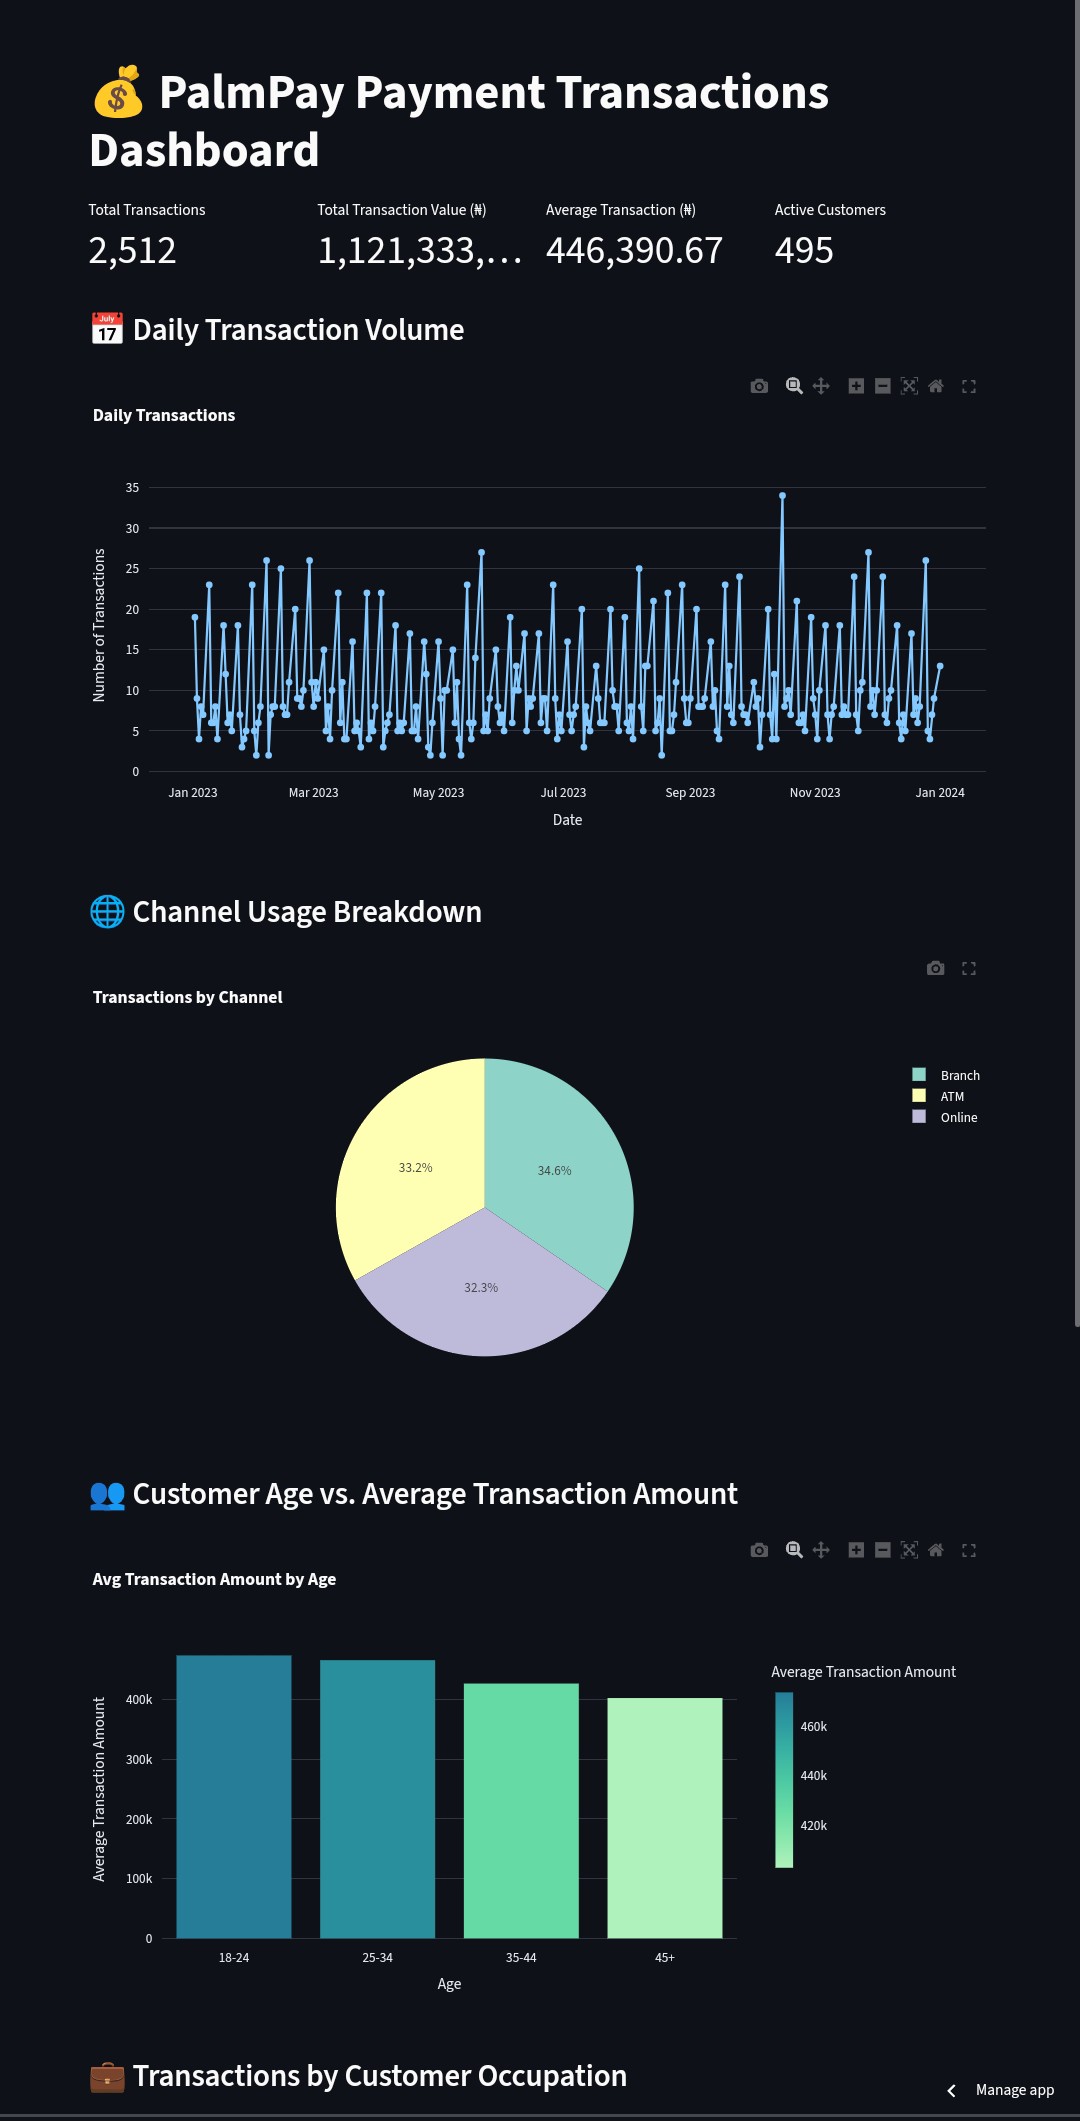 PalmPay Payment Transactions
Dashboard
Total Transactions
Total Transaction Value (₦)
Average Transaction (₦)
Active Customers
2,512
1,121,333,...
446,390.67
495
July
17
Daily Transaction Volume
Daily Transactions
35
30
25
20
15
10
5
0
Number of Transactions
Jan 2023
Mar 2023
May 2023
Jul 2023
Sep 2023
Nov 2023
Jan 2024
Date
Channel Usage Breakdown
Transactions by Channel
Branch
ATM
Online
33.2%
34.6%
32.3%
Customer Age vs. Average Transaction Amount
Avg Transaction Amount by Age
Average Transaction Amount
400k
300k
200k
100k
0
Average Transaction Amount
460k
440k
420k
18-24
25-34
35-44
45+
Age
Transactions by Customer Occupation
Manage app